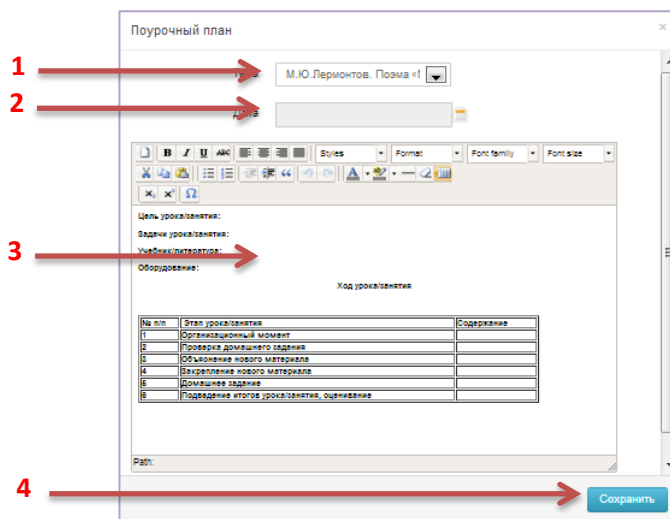 Поурочный план ×
1
М.Ю.Лермонтов. Поэма «М
2
B I U ABC Styles Format Font family Font size
A
x₂ x² Ω
Цель урока/занятия:
Задачи урока/занятия:
3
Учебник/литература:
Оборудование:
Ход урока/занятия
№ п/п Этап урока/занятия Содержание
1 Организационный момент
2 Проверка домашнего задания
3 Объяснение нового материала
4 Закрепление нового материала
5 Домашнее задание
6 Подведение итогов урока/занятия, оценивание
Path:
4
Сохранить